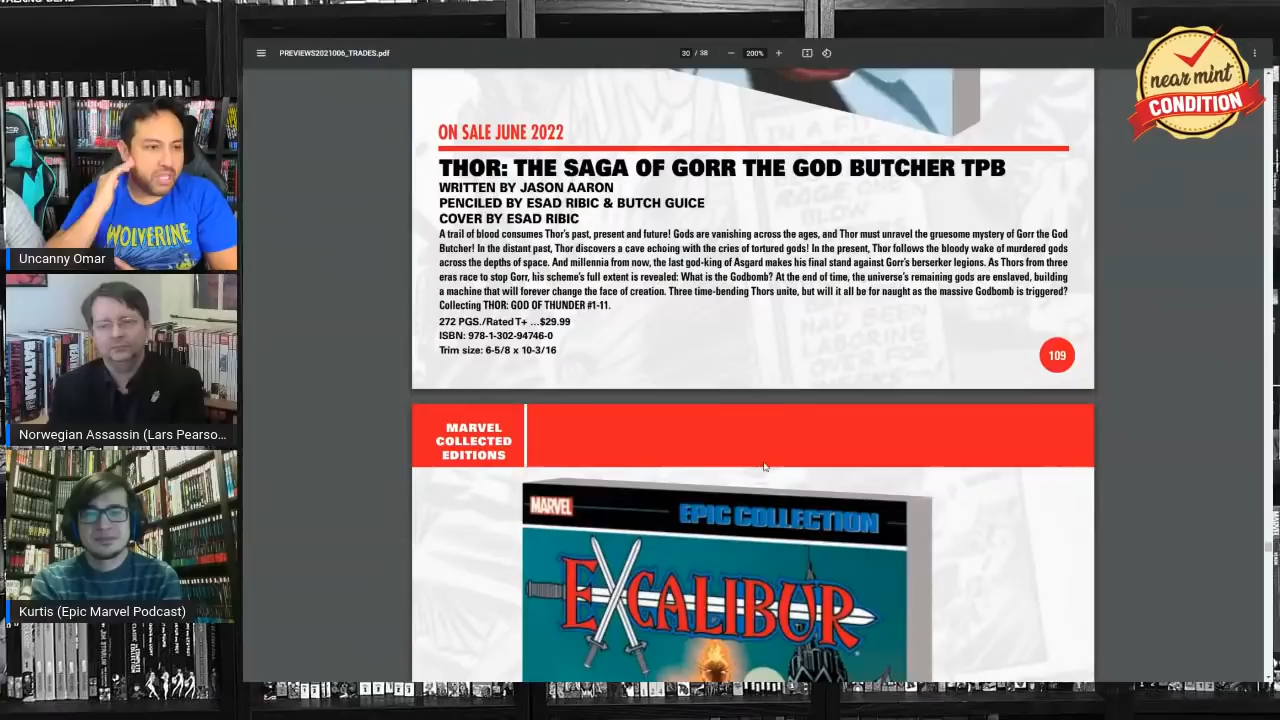 PREVIEWS2021006_TRADES.pdf
30 / 38
200%
near mint
CONDITION
ON SALE JUNE 2022
THOR: THE SAGA OF GORR THE GOD BUTCHER TPB
WRITTEN BY JASON AARON
PENCILED BY ESAD RIBIC & BUTCH GUICE
COVER BY ESAD RIBIC
A trail of blood consumes Thor's past, present and future! Gods are vanishing across the ages, and Thor must unravel the gruesome mystery of Gorr the God
Butcher! In the distant past, Thor discovers a cave echoing with the cries of tortured gods! In the present, Thor follows the bloody wake of murdered gods
across the depths of space. And millennia from now, the last god-king of Asgard makes his final stand against Gorr's berserker legions. As Thors from three
eras race to stop Gorr, his scheme's full extent is revealed: What is the Godbomb? At the end of time, the universe's remaining gods are enslaved, building
a machine that will forever change the face of creation. Three time-bending Thors unite, but will it all be for naught as the massive Godbomb is triggered?
Collecting THOR: GOD OF THUNDER #1-11.
272 PGS./Rated T+ ...$29.99
ISBN: 978-1-302-94746-0
Trim size: 6-5/8 x 10-3/16
109
MARVEL
COLLECTED
EDITIONS
MARVEL
EPIC COLLECTION
EXCALIBUR
WOLVERINE
Uncanny Omar
BATMAN
Norwegian Assassin (Lars Pearso...
Kurtis (Epic Marvel Podcast)